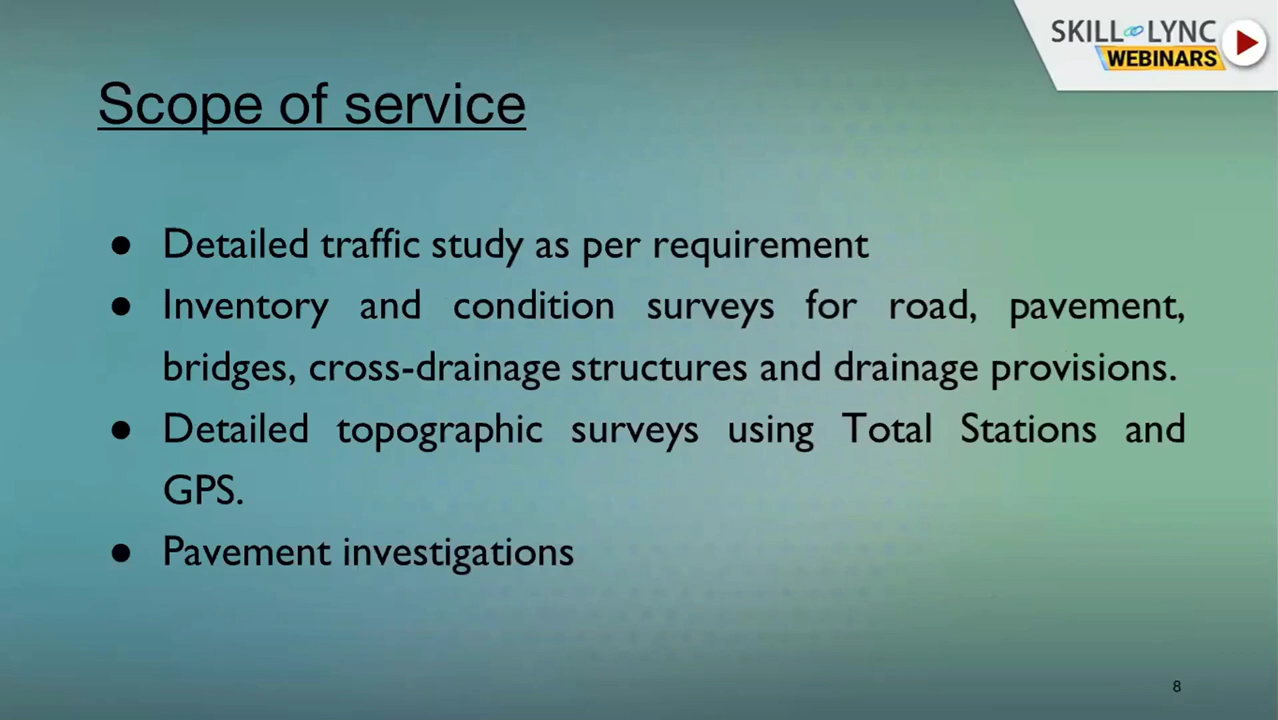 SKILL LYNC
WEBINARS
Scope of service
● Detailed traffic study as per requirement
● Inventory and condition surveys for road, pavement,
bridges, cross-drainage structures and drainage provisions.
● Detailed topographic surveys using Total Stations and
GPS.
● Pavement investigations
8